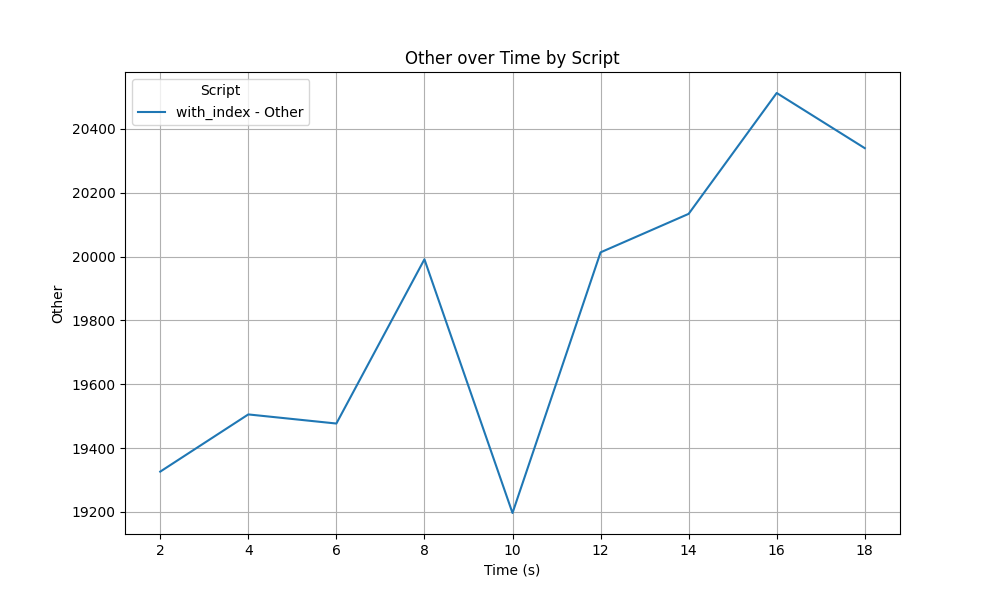 Other over Time by Script
Script
with_index - Other
20400
20200
20000
19800
19600
19400
19200
Other
2 4 6 8 10 12 14 16 18
Time (s)